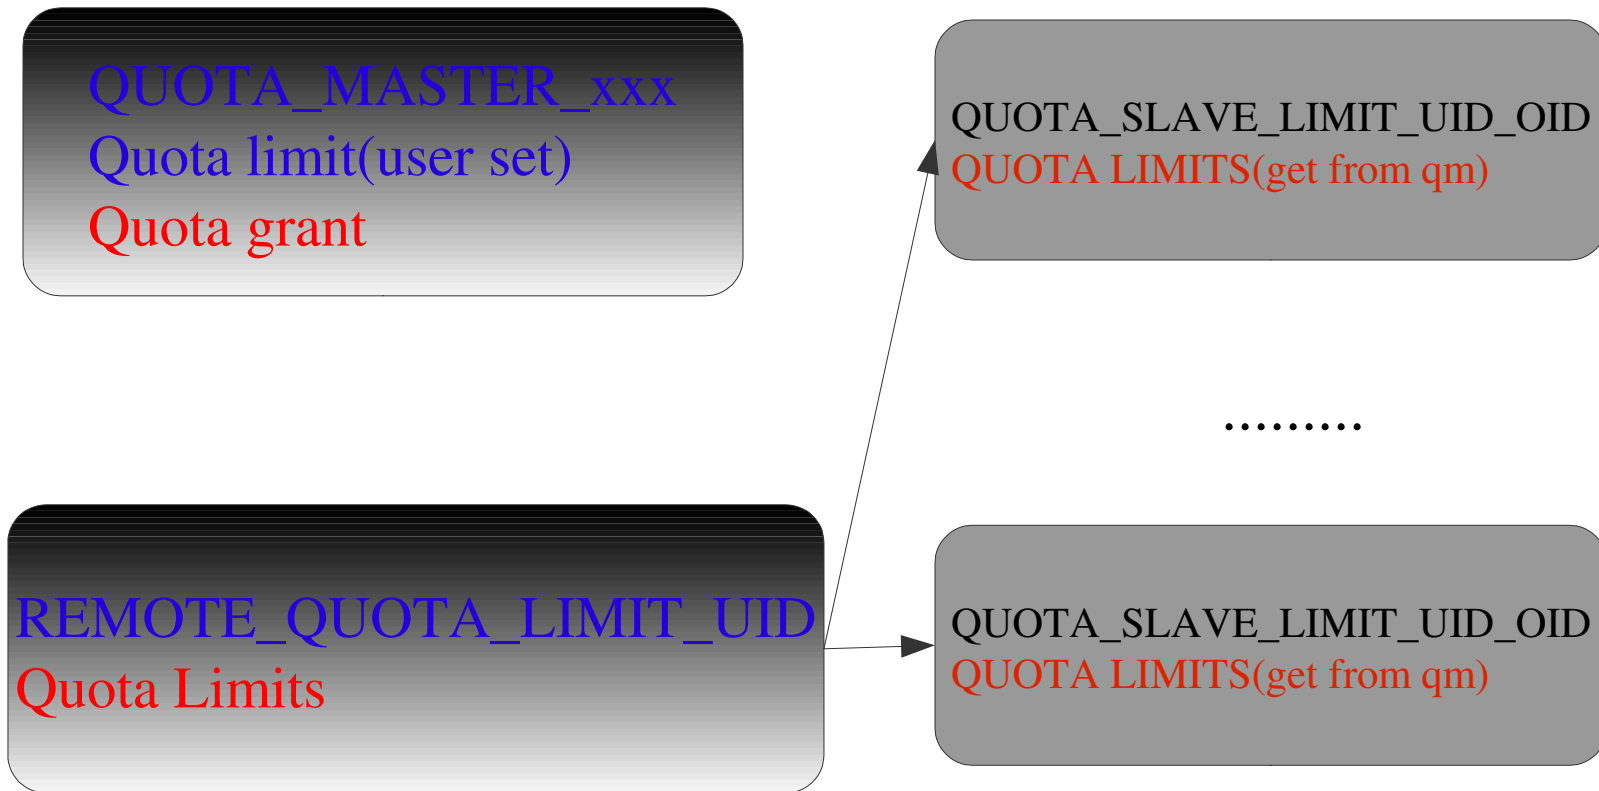 QUOTA_MASTER_xxx
Quota limit(user set)
Quota grant
QUOTA_SLAVE_LIMIT_UID_OID
QUOTA LIMITS(get from qm)
.........
REMOTE_QUOTA_LIMIT_UID
Quota Limits
QUOTA_SLAVE_LIMIT_UID_OID
QUOTA LIMITS(get from qm)